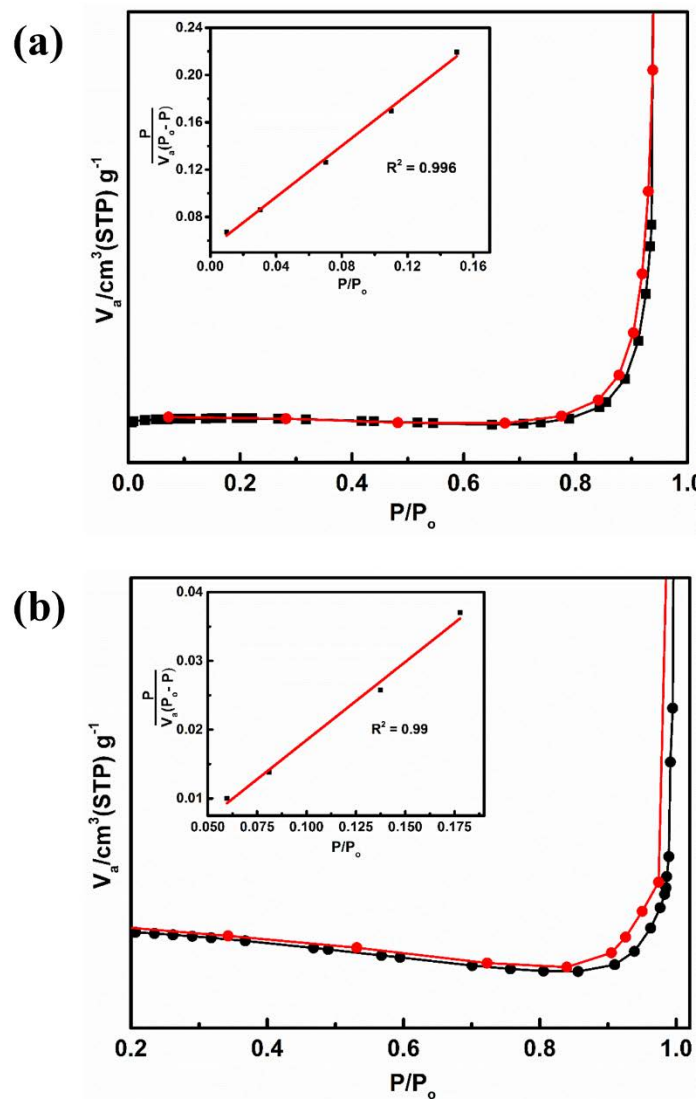 (a)
0.24
0.20
0.16
0.12
0.08
P
V_a(P_o - P)
R² = 0.996
0.00 0.04 0.08 0.12 0.16
P/P_o
V_a/cm³(STP) g⁻¹
0.0 0.2 0.4 0.6 0.8 1.0
P/P_o
(b)
0.04
0.03
0.02
0.01
P
V_a(P_o - P)
R² = 0.99
0.050 0.075 0.100 0.125 0.150 0.175
P/P_o
V_a/cm³(STP) g⁻¹
0.2 0.4 0.6 0.8 1.0
P/P_o